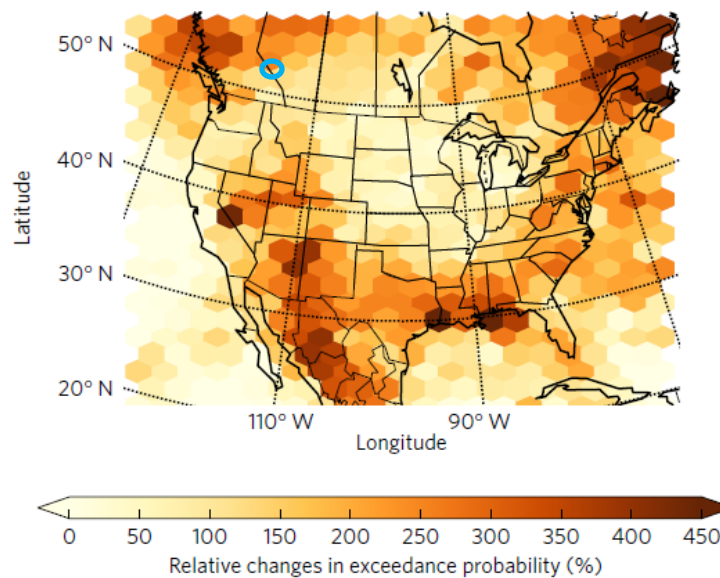 50° N
40° N
30° N
20° N
Latitude
110° W 90° W
Longitude
0 50 100 150 200 250 300 350 400 450
Relative changes in exceedance probability (%)